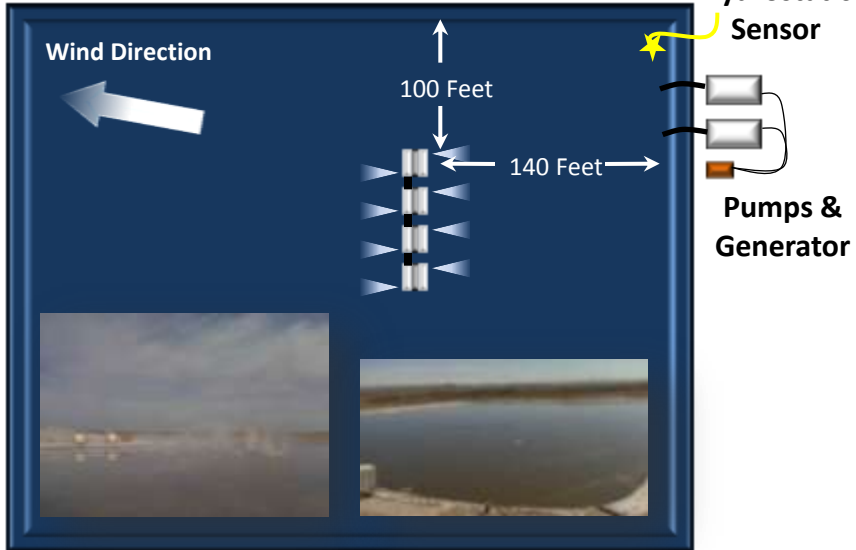 Sensor
Wind Direction
100 Feet
140 Feet
Pumps &
Generator